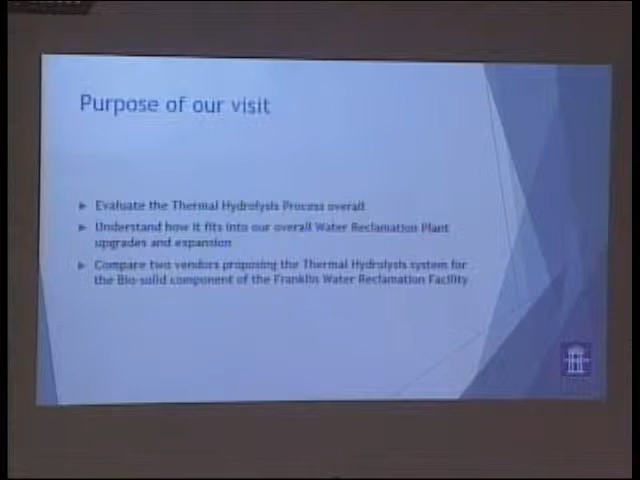 Purpose of our visit
Evaluate the Thermal Hydrolysis Process overall
Understand how it fits into our overall Water Reclamation Plant
upgrades and expansion
Compare two vendors proposing the Thermal Hydrolysis system for
the Bio-solid component of the Franklin Water Reclamation Facility